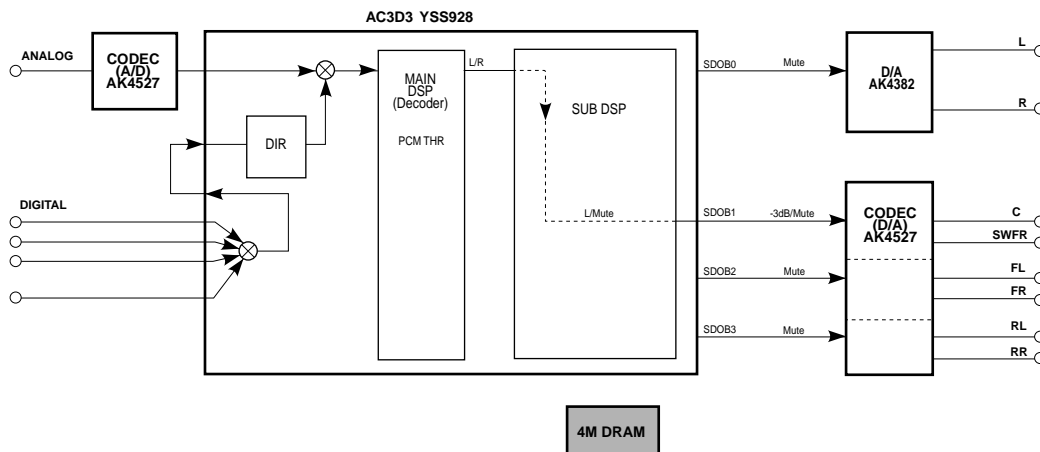 AC3D3 YSS928
ANALOG
CODEC
(A/D)
AK4527
MAIN
DSP
(Decoder)
PCM THR
L/R
SUB DSP
SDOB0
Mute
D/A
AK4382
L
R
DIR
DIGITAL
L/Mute
SDOB1
-3dB/Mute
CODEC
(D/A)
AK4527
C
SWFR
SDOB2
Mute
FL
FR
SDOB3
Mute
RL
RR
4M DRAM